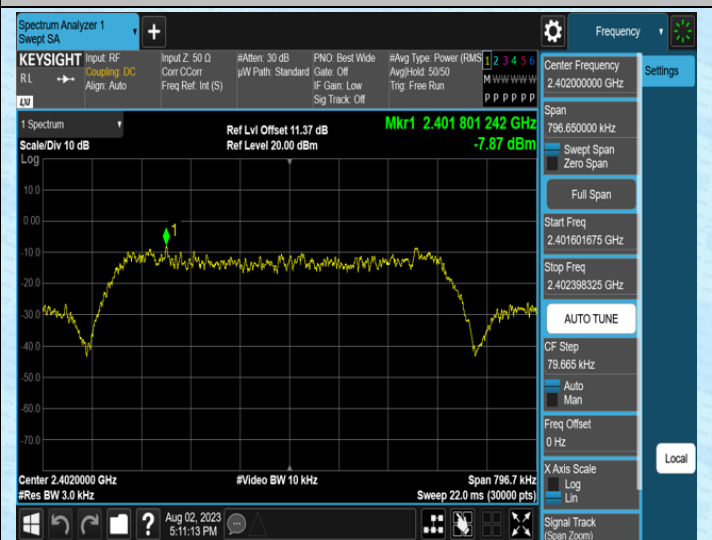 Spectrum Analyzer 1
Swept SA
+
Frequency
KEYSIGHT
RL
LXI
Input: RF
Coupling: DC
Align: Auto
Input Z: 50 Ω
Corr CCorr
Freq Ref: Int (S)
#Atten: 30 dB
µW Path: Standard
PNO: Best Wide
Gate: Off
IF Gain: Low
Sig Track: Off
#Avg Type: Power (RMS
Avg|Hold: 50/50
Trig: Free Run
1 2 3 4 5 6
M W W W W W
P P P P P P
1 Spectrum
Scale/Div 10 dB
Ref Lvl Offset 11.37 dB
Ref Level 20.00 dBm
Mkr1 2.401 801 242 GHz
-7.87 dBm
Log
10.0
0.00
-10.0
-20.0
-30.0
-40.0
-50.0
-60.0
-70.0
1
Center 2.4020000 GHz
#Res BW 3.0 kHz
#Video BW 10 kHz
Span 796.7 kHz
Sweep 22.0 ms (30000 pts)
?
Aug 02, 2023
5:11:13 PM
Center Frequency
2.402000000 GHz
Span
796.650000 kHz
Swept Span
Zero Span
Full Span
Start Freq
2.401601675 GHz
Stop Freq
2.402398325 GHz
AUTO TUNE
CF Step
79.665 kHz
Auto
Man
Freq Offset
0 Hz
X Axis Scale
Log
Lin
Signal Track
(Span Zoom)
Settings
Local